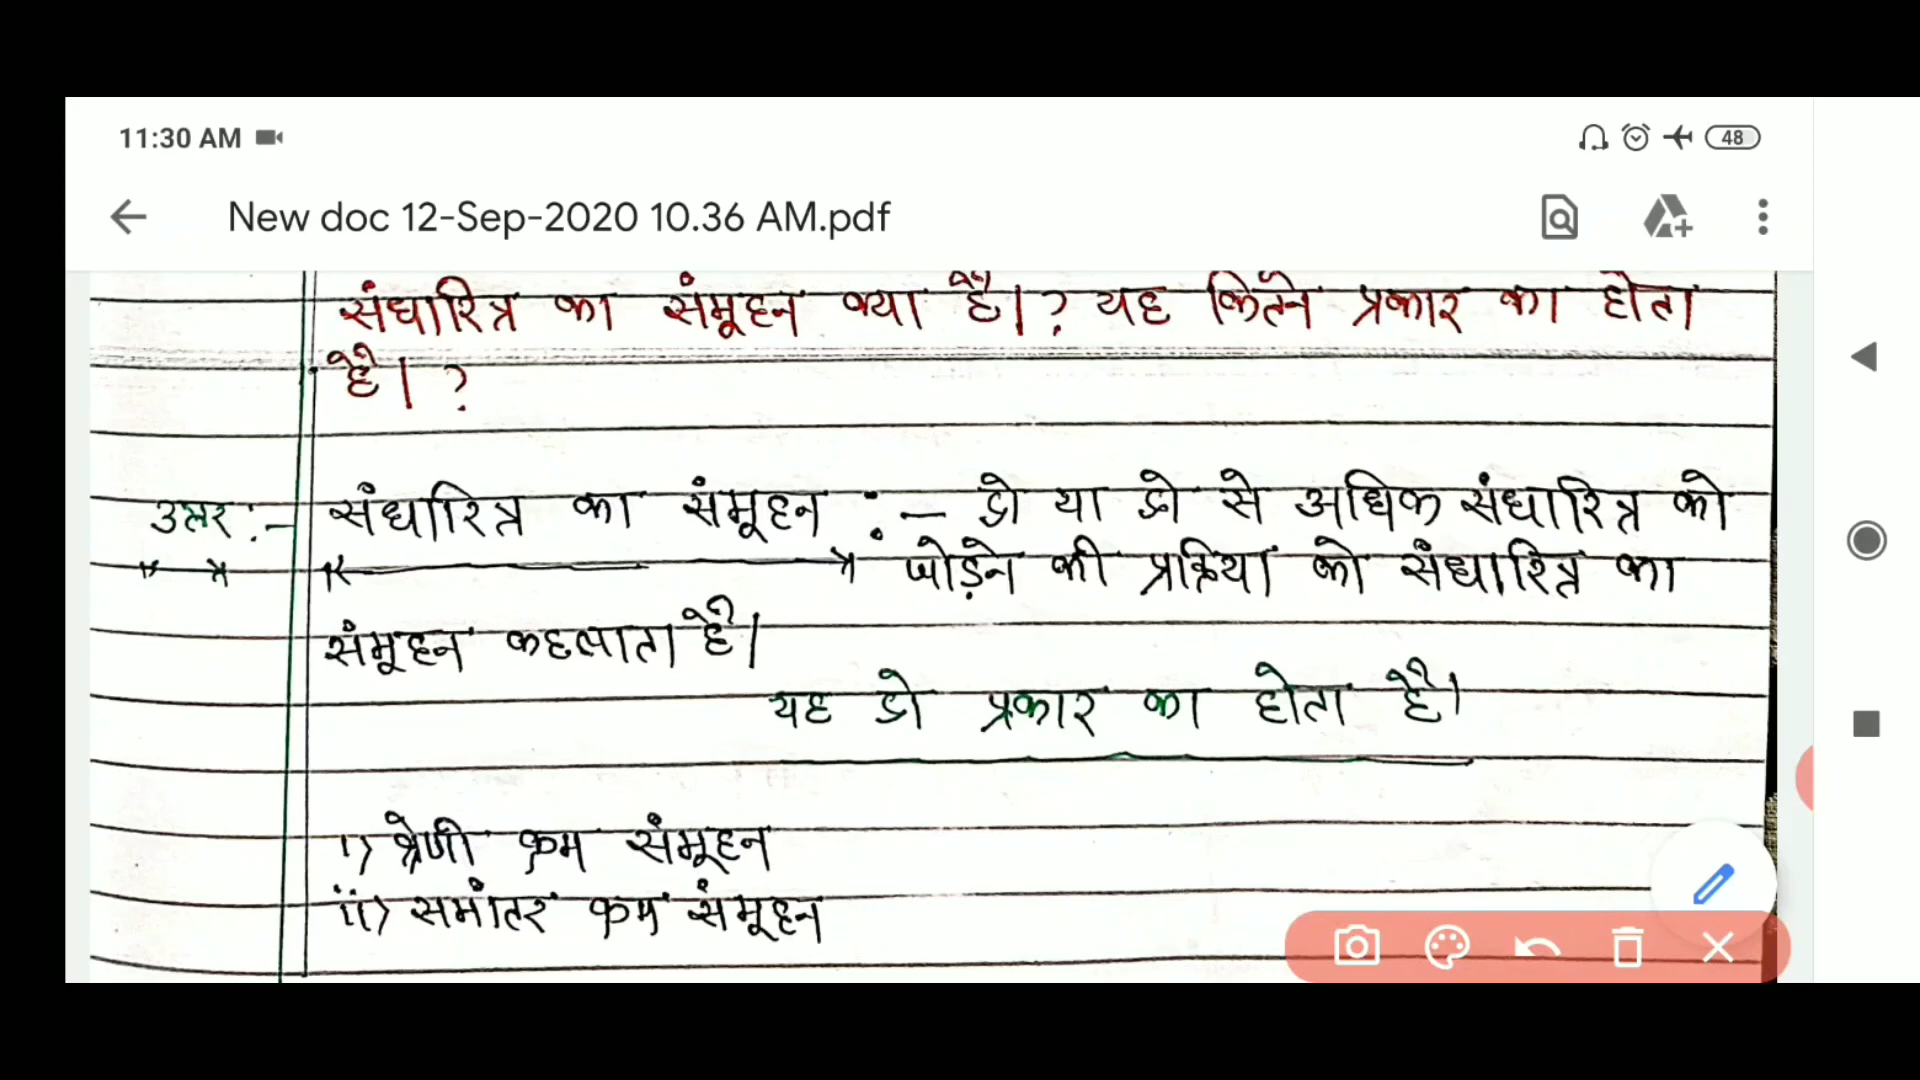 11:30 AM
48
New doc 12-Sep-2020 10.36 AM.pdf
संधारित्र का संमूहन क्या है। ? यह कितने प्रकार का होता
है। ?
उत्तर :- संधारित्र का संमूहन :- दो या दो से अधिक संधारित्र को
जोड़ने की प्रक्रिया को संधारित्र का
संमूहन कहलाता है।
यह दो प्रकार का होता है।
i) श्रेणी क्रम संमूहन
ii) समांतर क्रम संमूहन